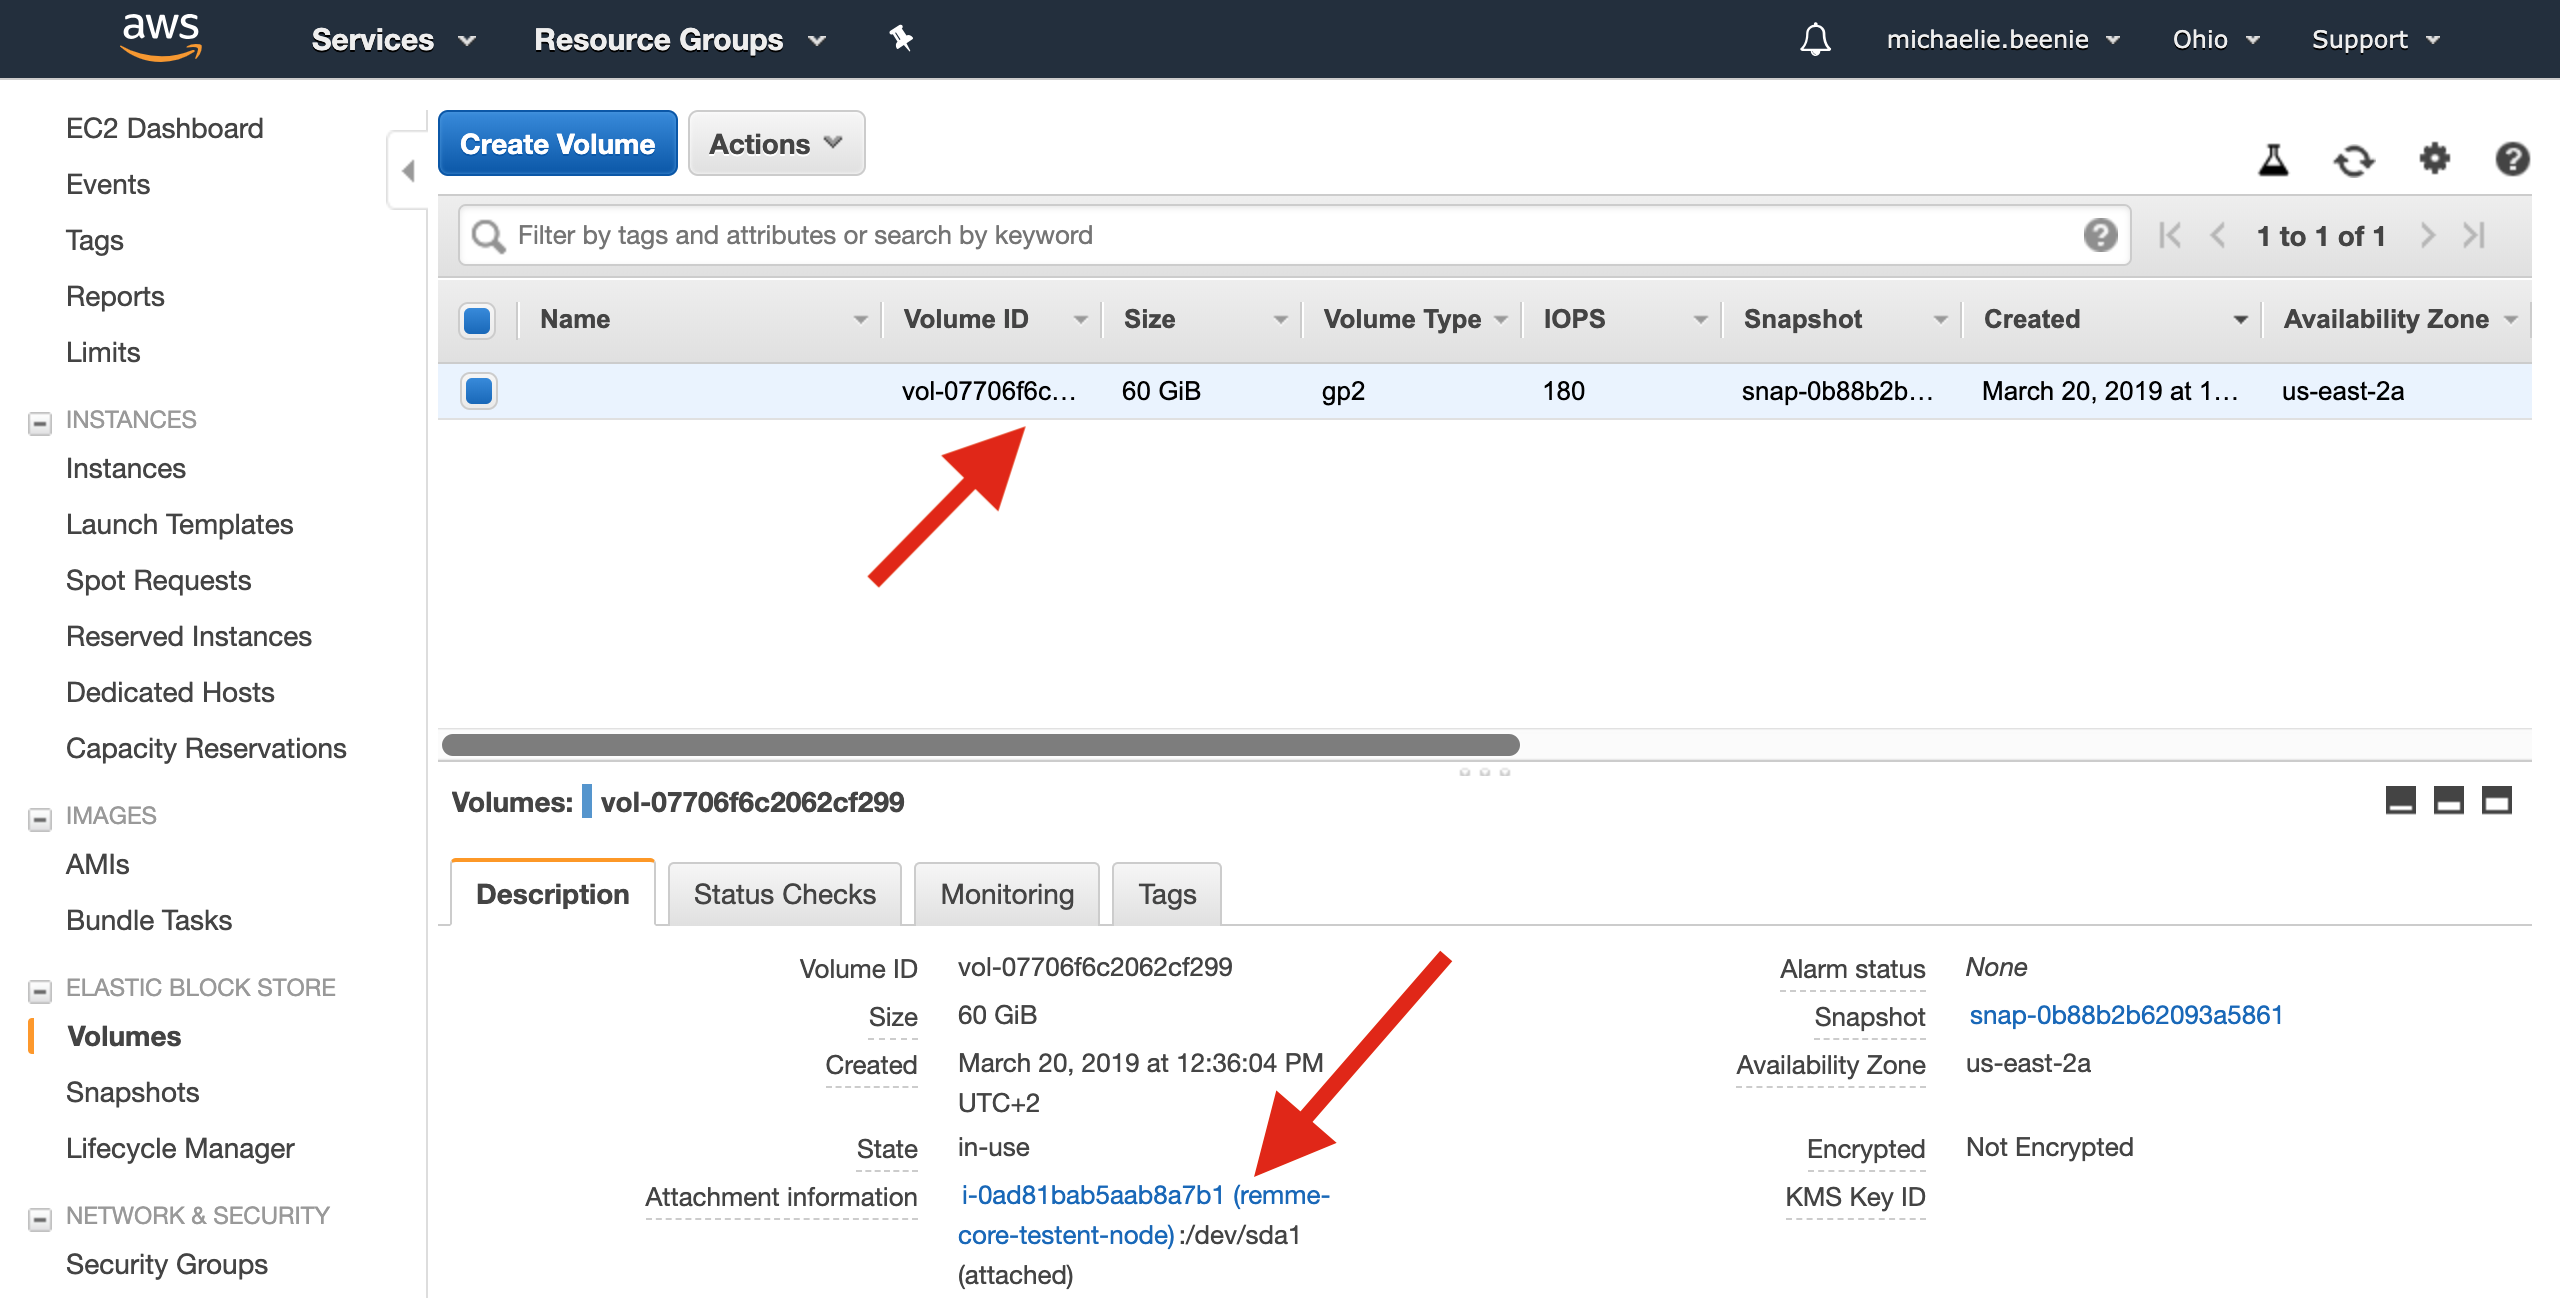 aws Services Resource Groups michaelie.beenie Ohio Support
EC2 Dashboard
Events
Tags
Reports
Limits
INSTANCES
Instances
Launch Templates
Spot Requests
Reserved Instances
Dedicated Hosts
Capacity Reservations
IMAGES
AMIs
Bundle Tasks
ELASTIC BLOCK STORE
Volumes
Snapshots
Lifecycle Manager
NETWORK & SECURITY
Security Groups
Create Volume Actions
Filter by tags and attributes or search by keyword 1 to 1 of 1
Name Volume ID Size Volume Type IOPS Snapshot Created Availability Zone
vol-07706f6c... 60 GiB gp2 180 snap-0b88b2b... March 20, 2019 at 1... us-east-2a
Volumes: vol-07706f6c2062cf299
Description Status Checks Monitoring Tags
Volume ID vol-07706f6c2062cf299
Size 60 GiB
Created March 20, 2019 at 12:36:04 PM
UTC+2
State in-use
Attachment information i-0ad81bab5aab8a7b1 (remme-
core-testent-node) :/dev/sda1
(attached)
Alarm status None
Snapshot snap-0b88b2b62093a5861
Availability Zone us-east-2a
Encrypted Not Encrypted
KMS Key ID